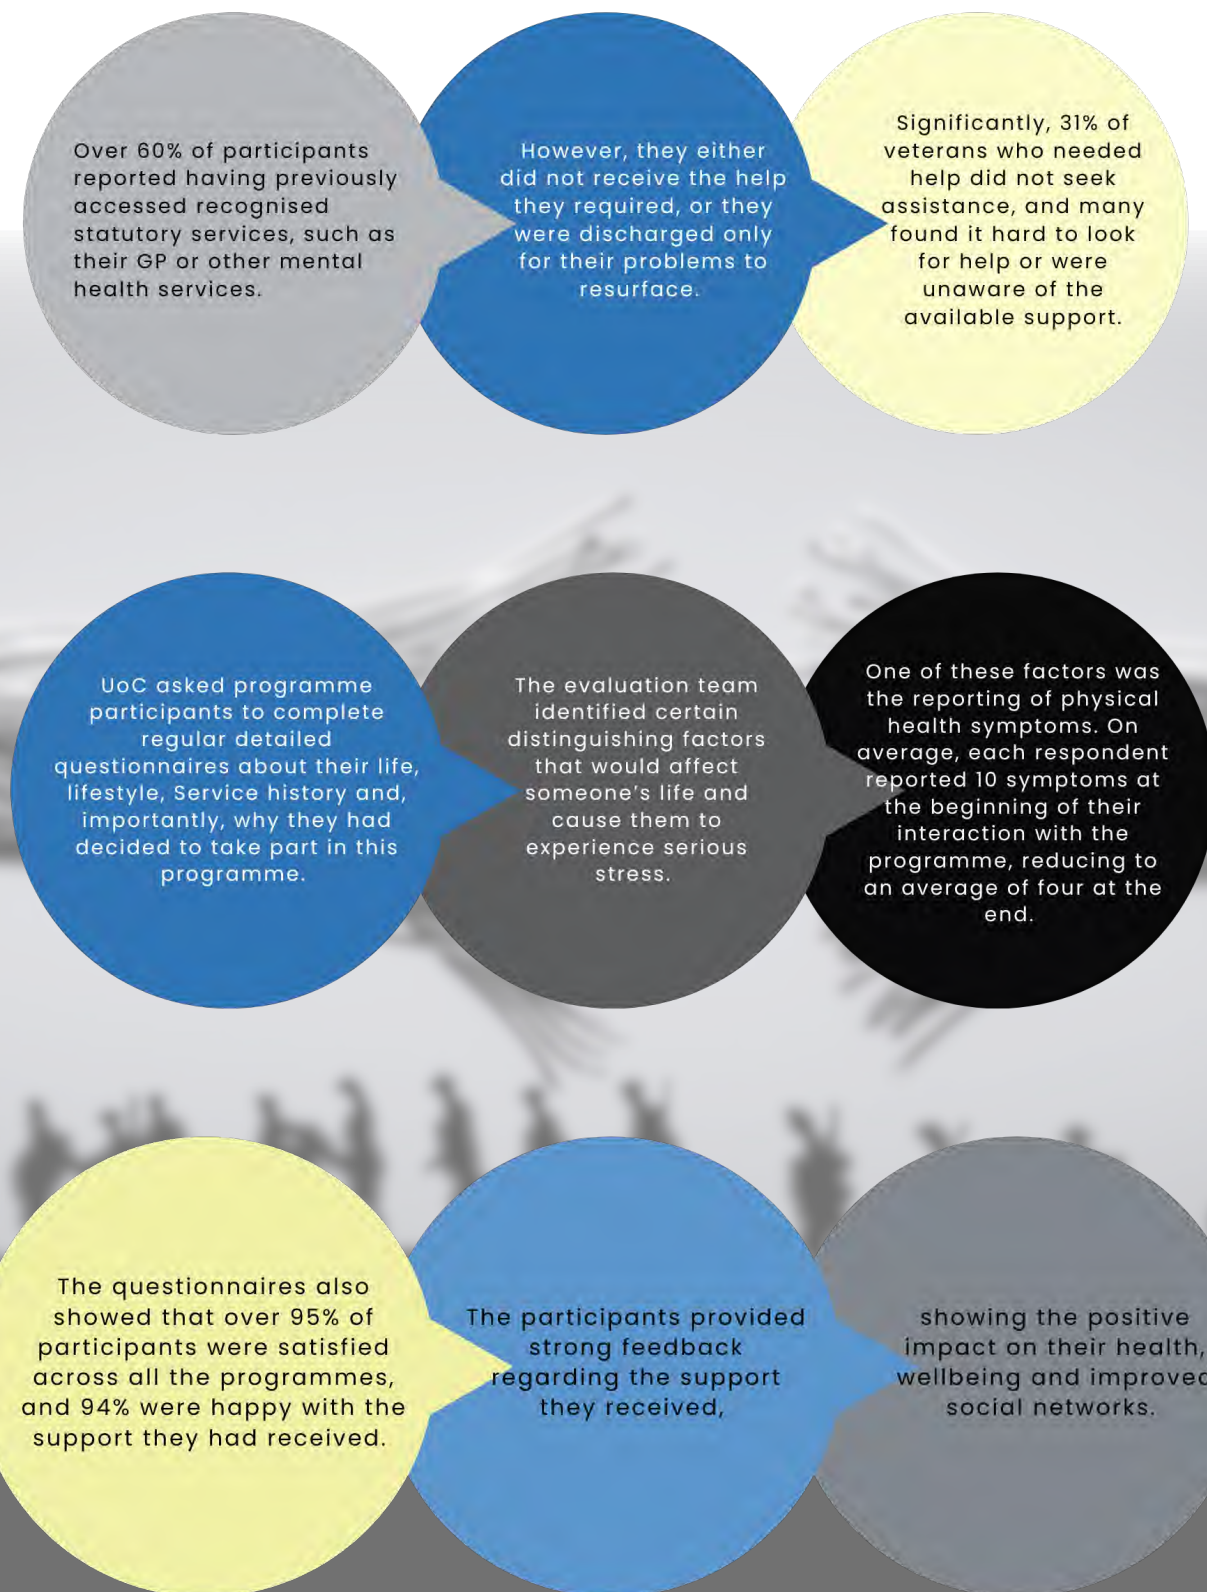 Over 60% of participants
reported having previously
accessed recognised
statutory services, such as
their GP or other mental
health services.
However, they either
did not receive the help
they required, or they
were discharged only
for their problems to
resurface.
Significantly, 31% of
veterans who needed
help did not seek
assistance, and many
found it hard to look
for help or were
unaware of the
available support.
UoC asked programme
participants to complete
regular detailed
questionnaires about their life,
lifestyle, Service history and,
importantly, why they had
decided to take part in this
programme.
The evaluation team
identified certain
distinguishing factors
that would affect
someone's life and
cause them to
experience serious
stress.
One of these factors was
the reporting of physical
health symptoms. On
average, each respondent
reported 10 symptoms at
the beginning of their
interaction with the
programme, reducing to
an average of four at the
end.
The questionnaires also
showed that over 95% of
participants were satisfied
across all the programmes,
and 94% were happy with the
support they had received.
The participants provided
strong feedback
regarding the support
they received,
showing the positive
impact on their health,
wellbeing and improved
social networks.